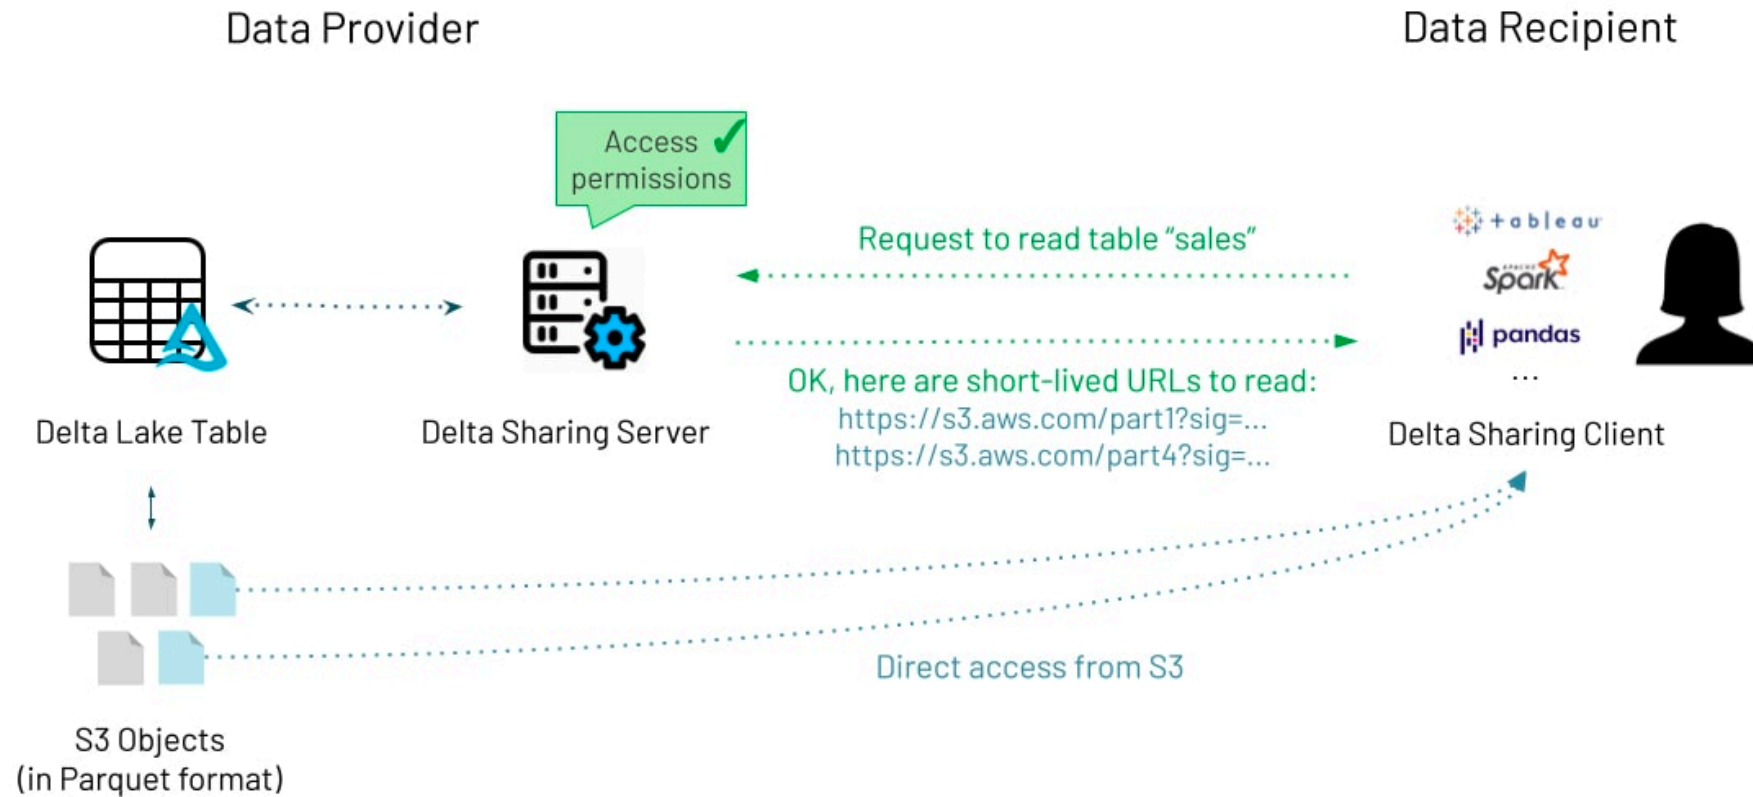 Data Provider
Data Recipient
Access
permissions
Request to read table “sales”
+ableau
APACHE
Spark
pandas
...
OK, here are short-lived URLs to read:
https://s3.aws.com/part1?sig=...
https://s3.aws.com/part4?sig=...
Delta Lake Table
Delta Sharing Server
Delta Sharing Client
Direct access from S3
S3 Objects
(in Parquet format)